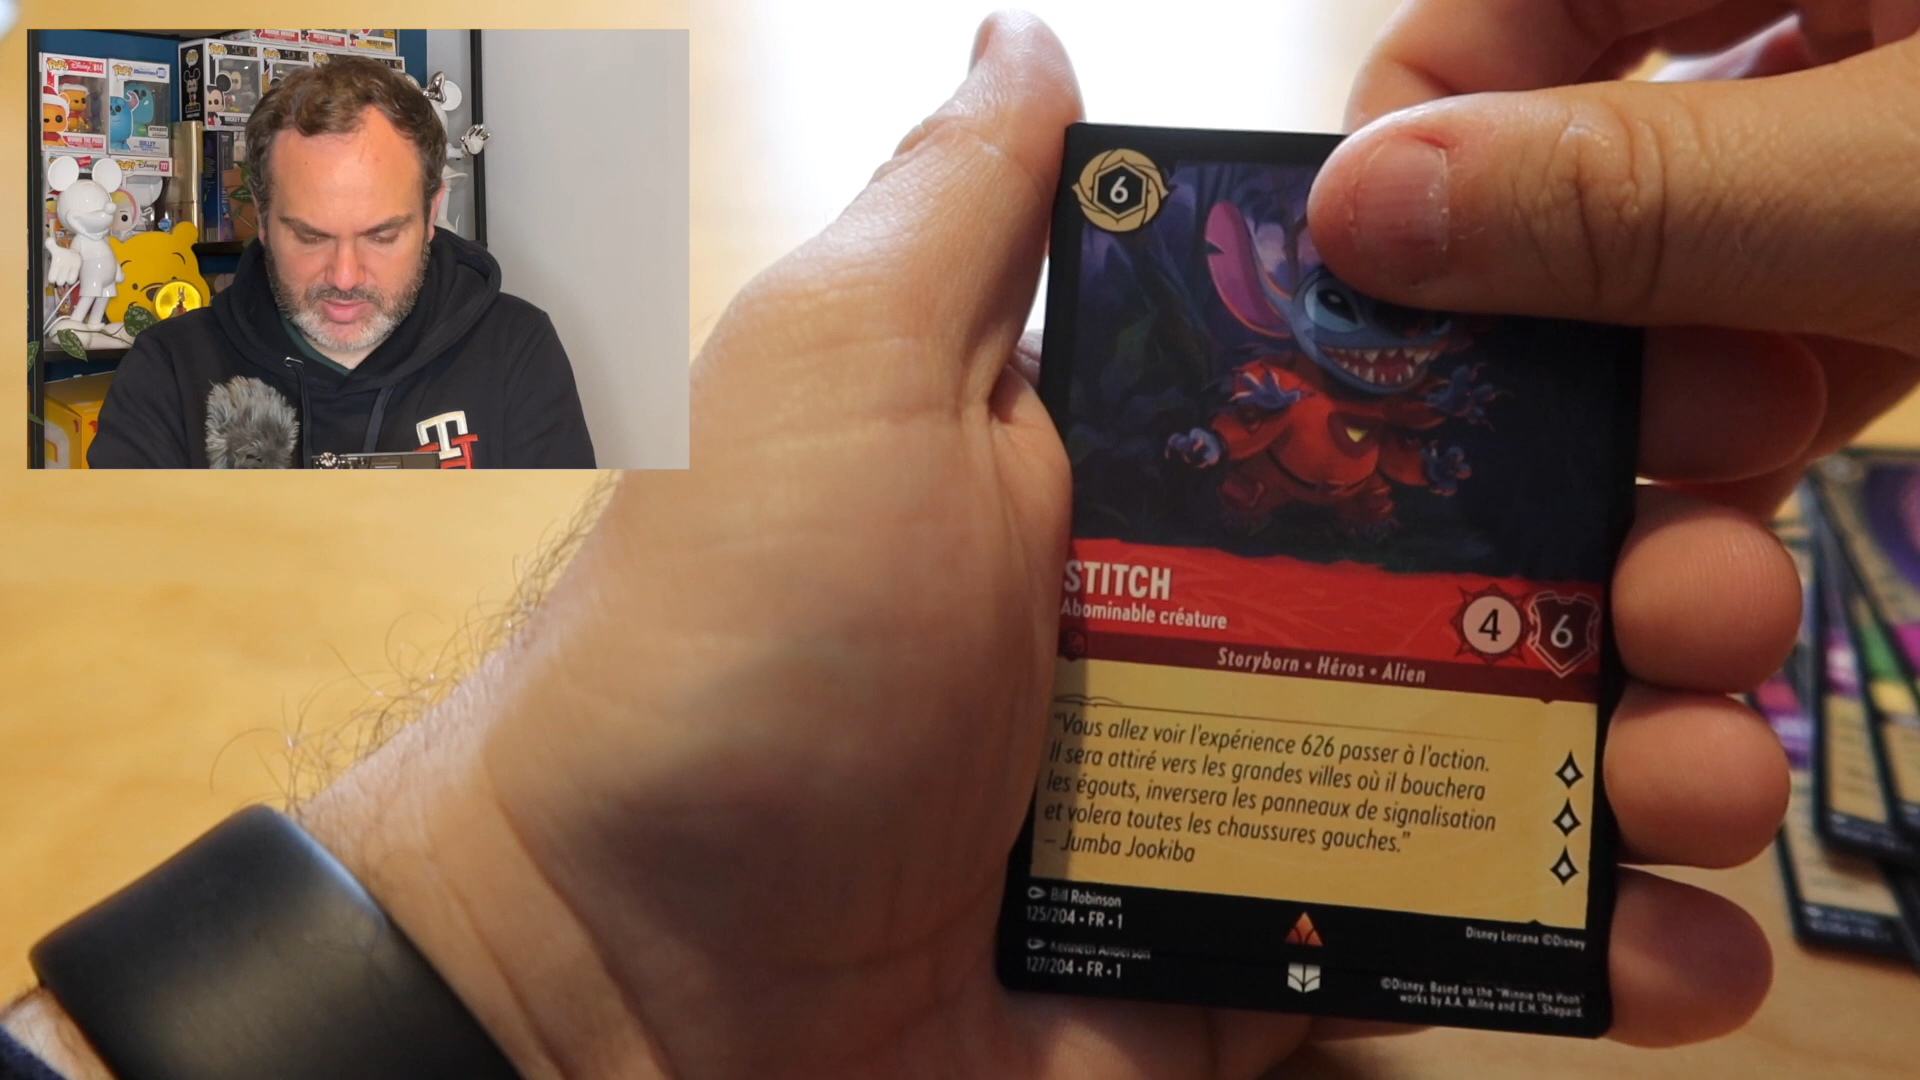 6
STITCH
Abominable créature
4
6
Storyborn • Héros • Alien
"Vous allez voir l'expérience 626 passer à l'action.
Il sera attiré vers les grandes villes où il bouchera
les égouts, inversera les panneaux de signalisation
et volera toutes les chaussures gauches."
– Jumba Jookiba
Bill Robinson
125/204 • FR • 1
Disney Lorcana ©Disney
Kenneth Anderson
127/204 • FR • 1
©Disney. Based on the "Winnie the Pooh"
works by A.A. Milne and E.H. Shepard.